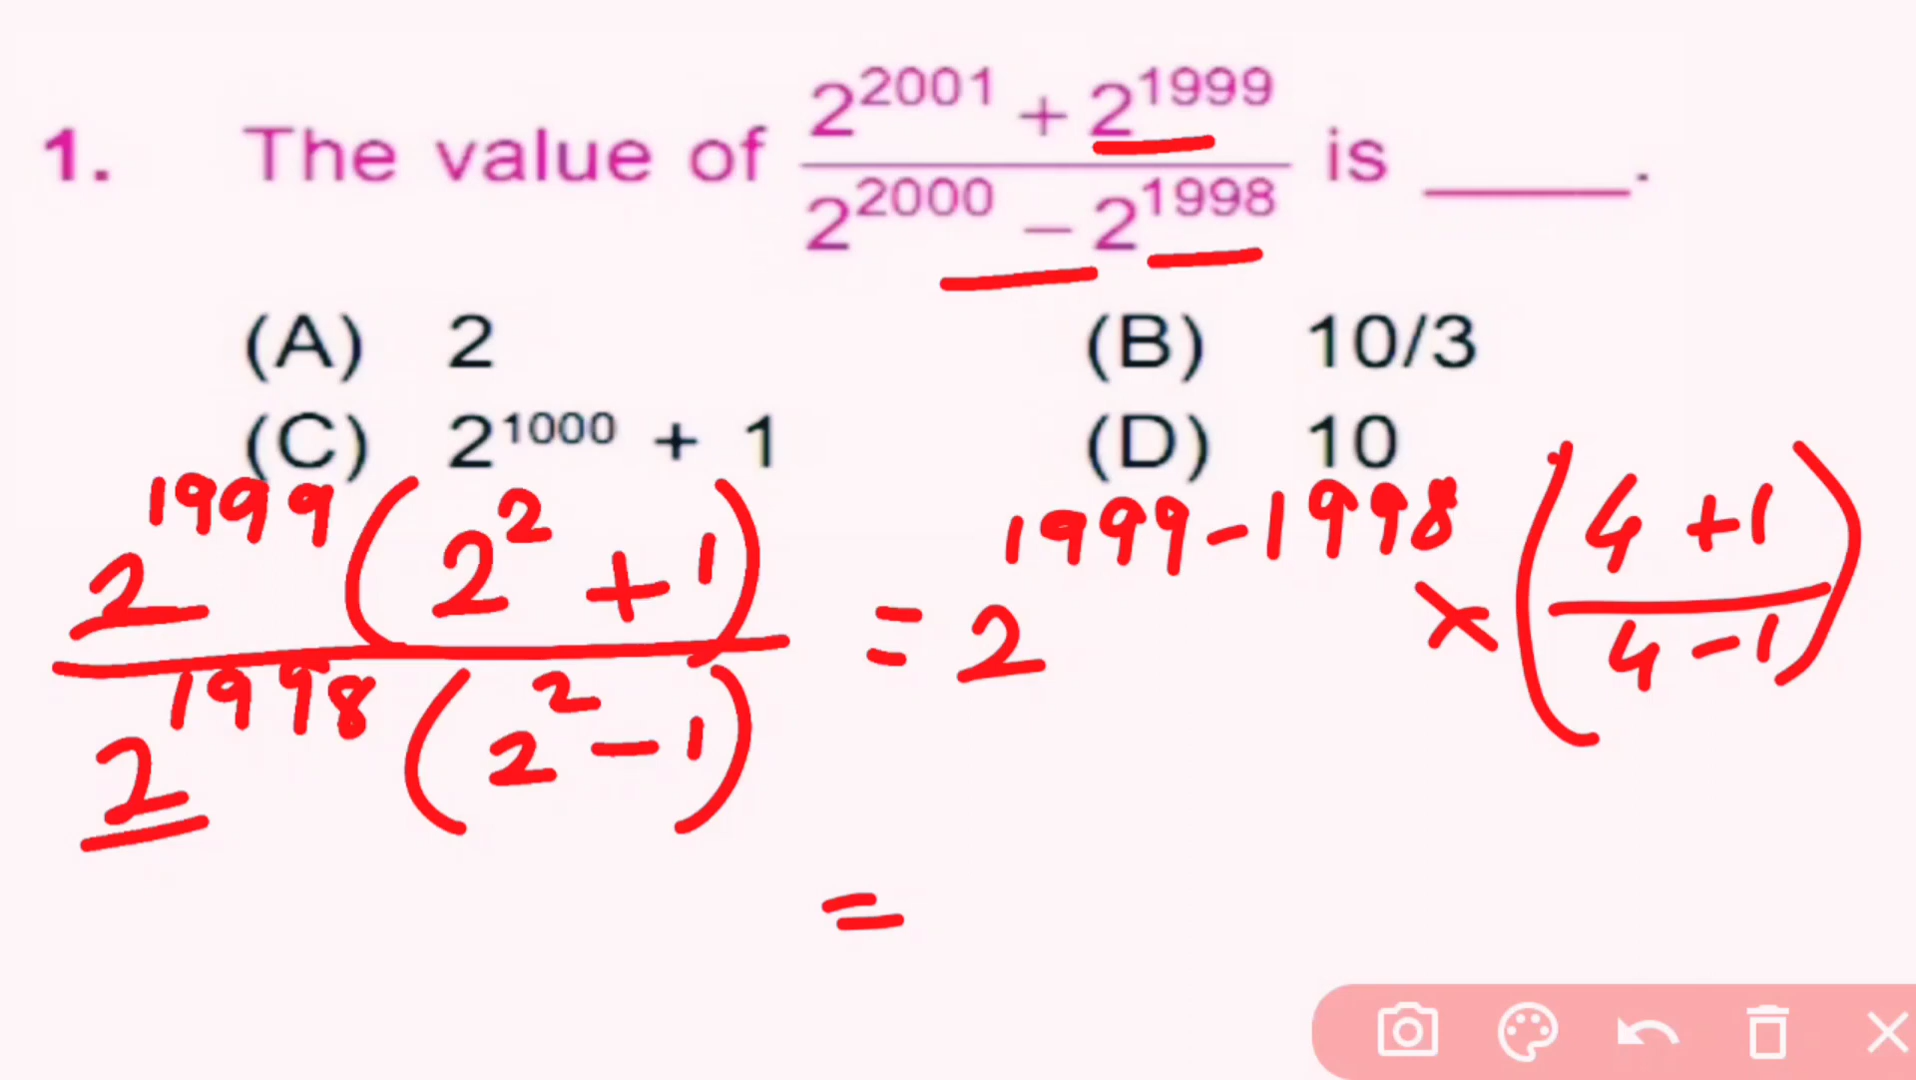 1. The value of (2^2001 + 2^1999)/(2^2000 − 2^1998) is ____.
(A) 2 (B) 10/3
(C) 2^1000 + 1 (D) 10
2^1999 (2^2 + 1)/2^1998 (2^2 − 1) = 2^1999−1998 × (4 + 1/4 − 1)
=